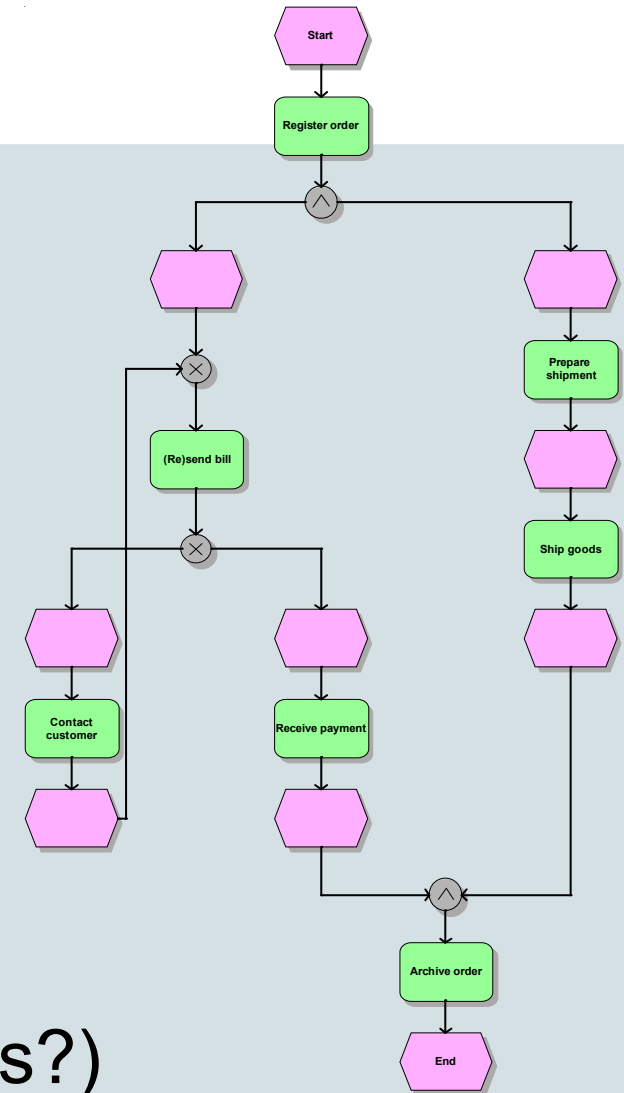 Start
Register order
Prepare
shipment
(Re)send bill
Ship goods
Contact
customer
Receive payment
Archive order
End
s?)